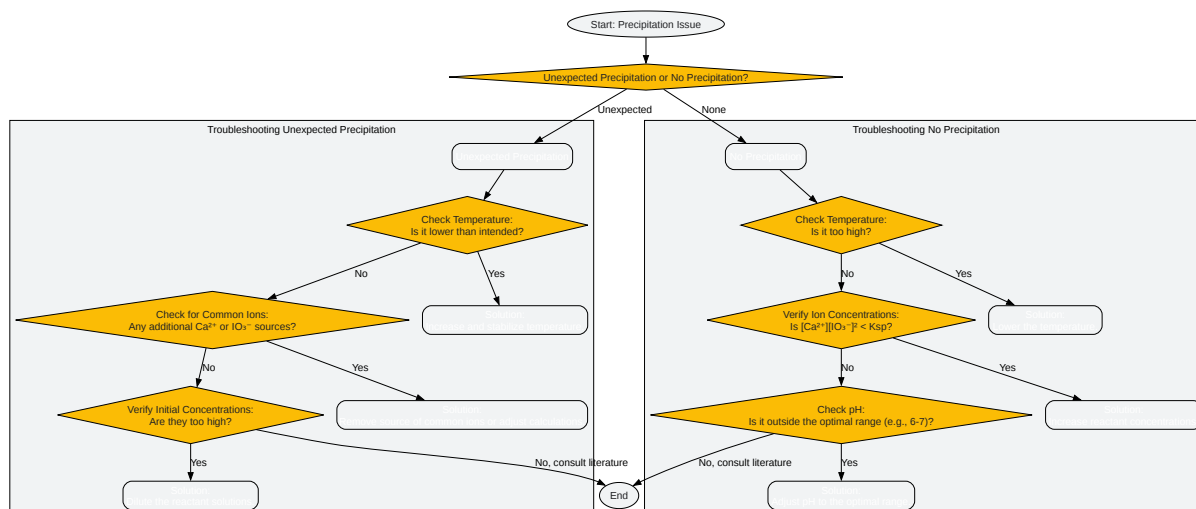 Start: Precipitation Issue
Unexpected Precipitation or No Precipitation?
Unexpected
None
Troubleshooting Unexpected Precipitation
Troubleshooting No Precipitation
Unexpected Precipitation
No Precipitation
Check Temperature:
Is it lower than intended?
Check Temperature:
Is it too high?
No
Yes
No
Yes
Check for Common Ions:
Any additional Ca²⁺ or IO₃⁻ sources?
Solution:
Verify Ion Concentrations:
Is [Ca²⁺][IO₃⁻]² < Ksp?
Solution:
No
Yes
No
Yes
Verify Initial Concentrations:
Are they too high?
Solution:
Check pH:
Is it outside the optimal range (e.g., 6-7)?
Solution:
Yes
No, consult literature
No, consult literature
Yes
Solution:
Dilute the reactant solutions.
End
Solution:
Adjust pH to the optimal range.